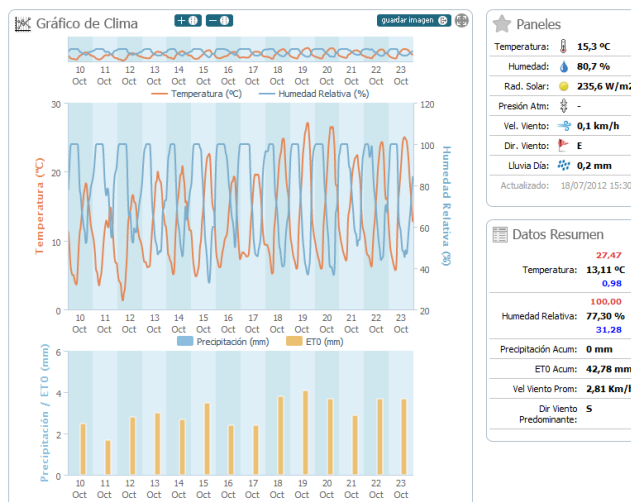 Gráfico de Clima
guardar imagen
10 Oct 11 Oct 12 Oct 13 Oct 14 Oct 15 Oct 16 Oct 17 Oct 18 Oct 19 Oct 20 Oct 21 Oct 22 Oct 23 Oct
Temperatura (ºC) Humedad Relativa (%)
30
20
10
0
Temperatura (ºC)
120
100
80
60
40
20
Humedad Relativa (%)
10 Oct 11 Oct 12 Oct 13 Oct 14 Oct 15 Oct 16 Oct 17 Oct 18 Oct 19 Oct 20 Oct 21 Oct 22 Oct 23 Oct
Precipitación (mm) ET0 (mm)
6
4
2
0
Precipitación / ET0 (mm)
10 Oct 11 Oct 12 Oct 13 Oct 14 Oct 15 Oct 16 Oct 17 Oct 18 Oct 19 Oct 20 Oct 21 Oct 22 Oct 23 Oct
Paneles
Temperatura: 15,3 ºC
Humedad: 80,7 %
Rad. Solar: 235,6 W/m2
Presión Atm: -
Vel. Viento: 0,1 km/h
Dir. Viento: E
Lluvia Día: 0,2 mm
Actualizado: 18/07/2012 15:30
Datos Resumen
27,47
Temperatura: 13,11 ºC
0,98
100,00
Humedad Relativa: 77,30 %
31,28
Precipitación Acum: 0 mm
ET0 Acum: 42,78 mm
Vel Viento Prom: 2,81 Km/h
Dir Viento Predominante: S